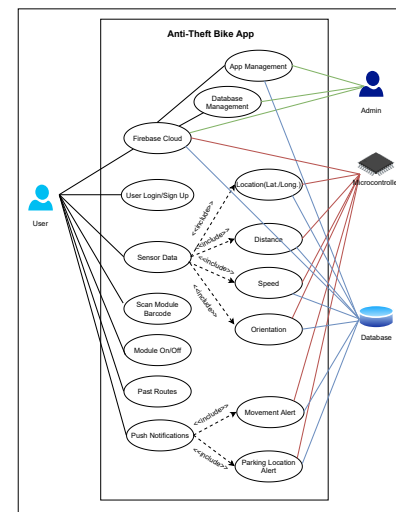 Anti-Theft Bike App
App Management
Database
Management
Admin
Firebase Cloud
Microcontroller
User Login/Sign Up
Location(Lat./Long.)
<<include>>
User
Distance
<<include>>
Sensor Data
<<include>>
Speed
<<include>>
Scan Module
Barcode
Orientation
Database
Module On/Off
Past Routes
Movement Alert
<<include>>
Push Notifications
<<include>>
Parking Location
Alert